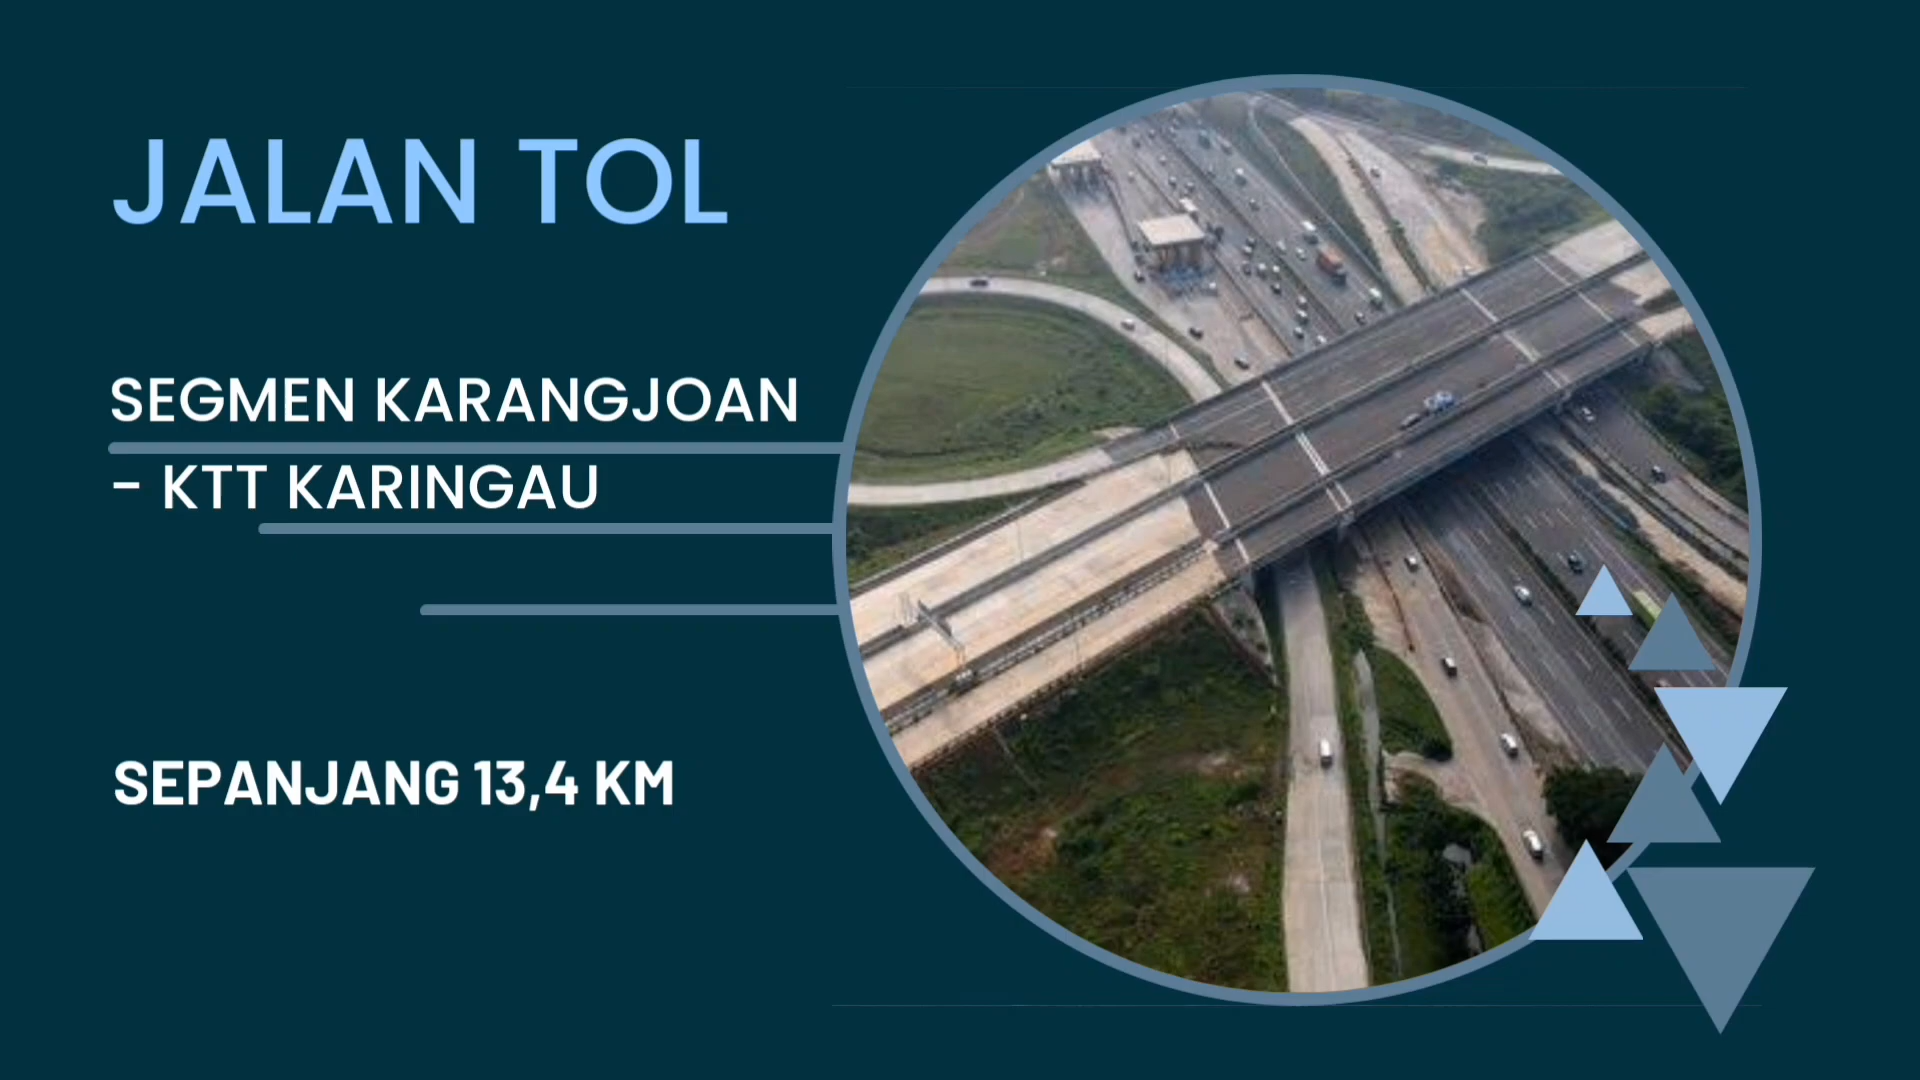 JALAN TOL
SEGMEN KARANGJOAN
- KTT KARINGAU
SEPANJANG 13,4 KM